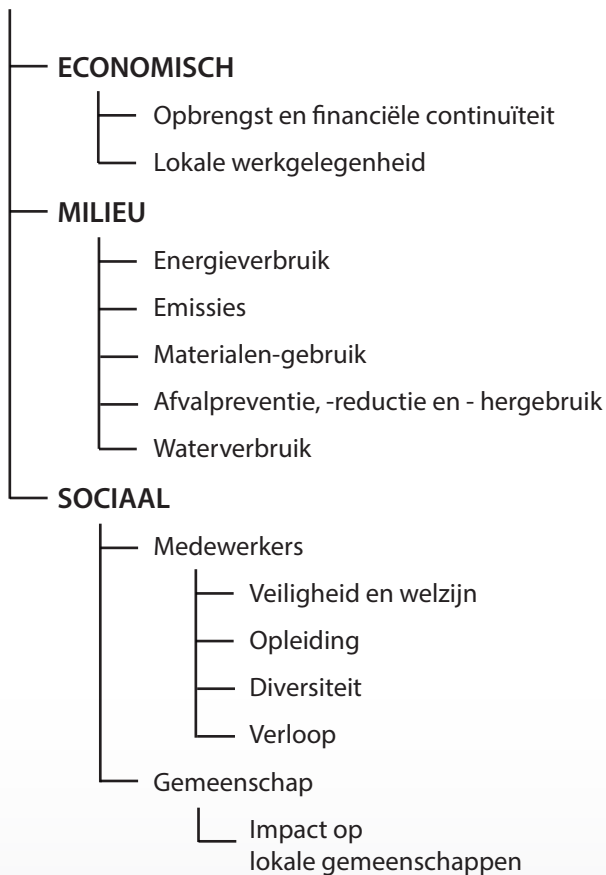 ECONOMISCH
Opbrengst en financiële continuïteit
Lokale werkgelegenheid
MILIEU
Energieverbruik
Emissies
Materialen-gebruik
Afvalpreventie, -reductie en - hergebruik
Waterverbruik
SOCIAAL
Medewerkers
Veiligheid en welzijn
Opleiding
Diversiteit
Verloop
Gemeenschap
Impact op
lokale gemeenschappen